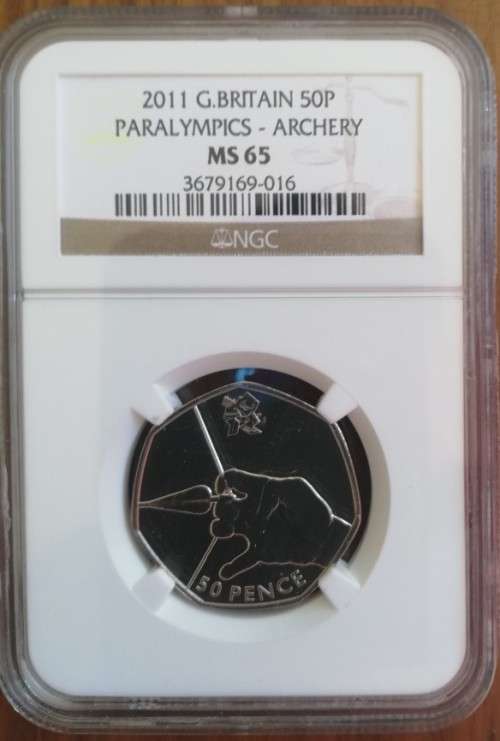 2011 G.BRITAIN 50P
PARALYMPICS - ARCHERY
MS 65
3679169-016
NGC
50 PENCE